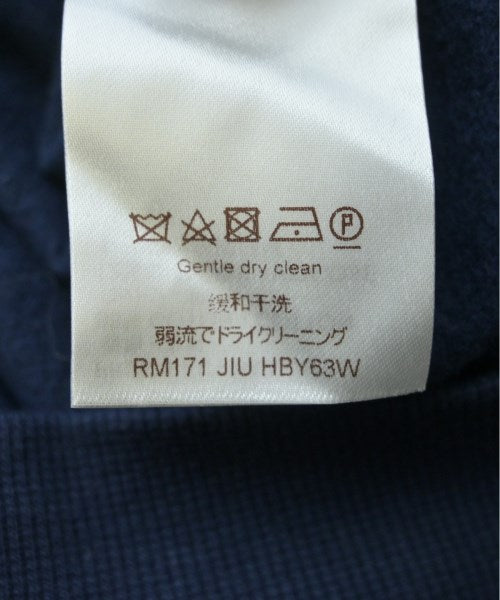 P
Gentle dry clean
缓和干洗
弱流でドライクリーニング
RM171 JIU HBY63W